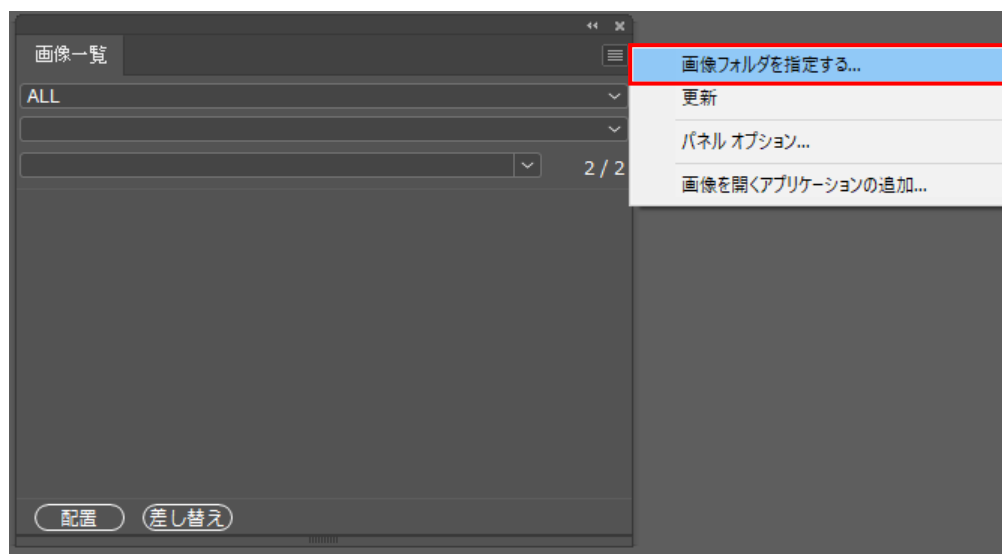 画像一覧
画像フォルダを指定する...
ALL
更新
パネル オプション...
2 / 2
画像を開くアプリケーションの追加...
配置
差し替え